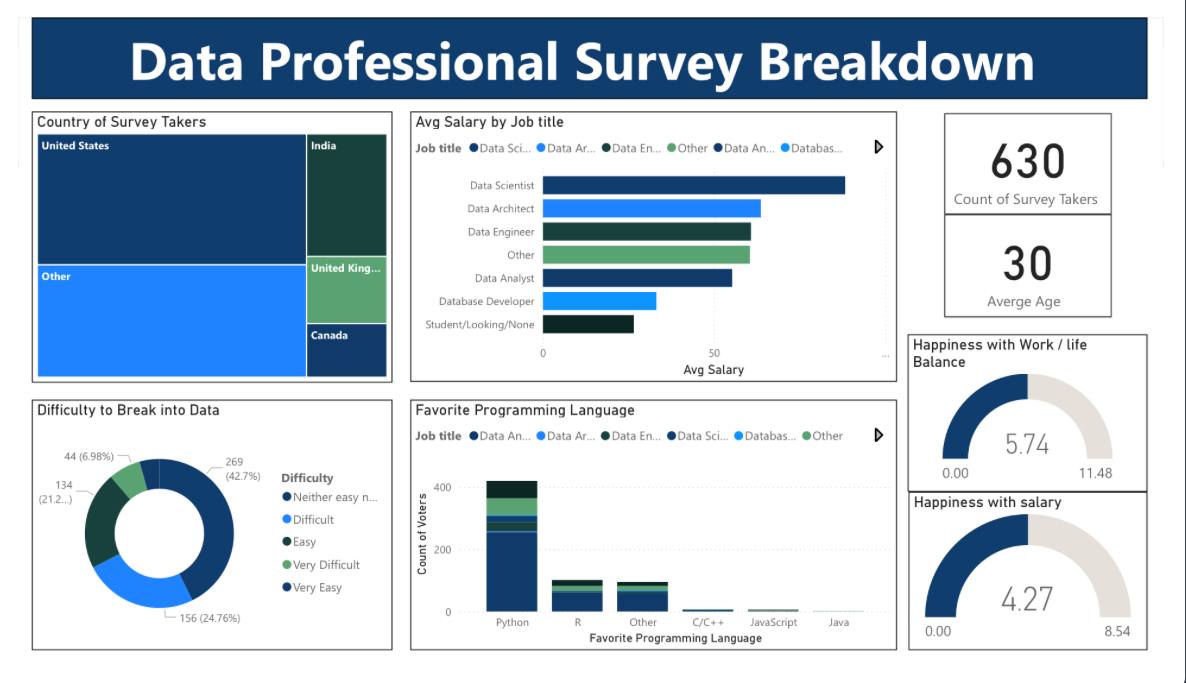 Data Professional Survey Breakdown
Country of Survey Takers
United States
India
Other
United King...
Canada
Avg Salary by Job title
Job title Data Sci... Data Ar... Data En... Other Data An... Databas...
Data Scientist
Data Architect
Data Engineer
Other
Data Analyst
Database Developer
Student/Looking/None
0 50 ...
Avg Salary
630
Count of Survey Takers
30
Averge Age
Happiness with Work / life
Balance
5.74
0.00 11.48
Happiness with salary
4.27
0.00 8.54
Difficulty to Break into Data
44 (6.98%)
269
(42.7%)
134
(21.2...)
156 (24.76%)
Difficulty
Neither easy n...
Difficult
Easy
Very Difficult
Very Easy
Favorite Programming Language
Job title Data An... Data Ar... Data En... Data Sci... Databas... Other
Count of Voters
400
200
0
Python R Other C/C++ JavaScript Java
Favorite Programming Language